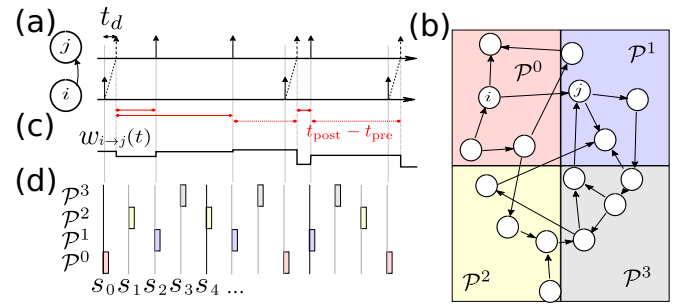 (a)
t_d
j
i
(c)
t_post − t_pre
w_{i→j}(t)
(d)
𝒫^3
𝒫^2
𝒫^1
𝒫^0
s_0 s_1 s_2 s_3 s_4 ...
(b)
𝒫^0
𝒫^1
i
j
𝒫^2
𝒫^3